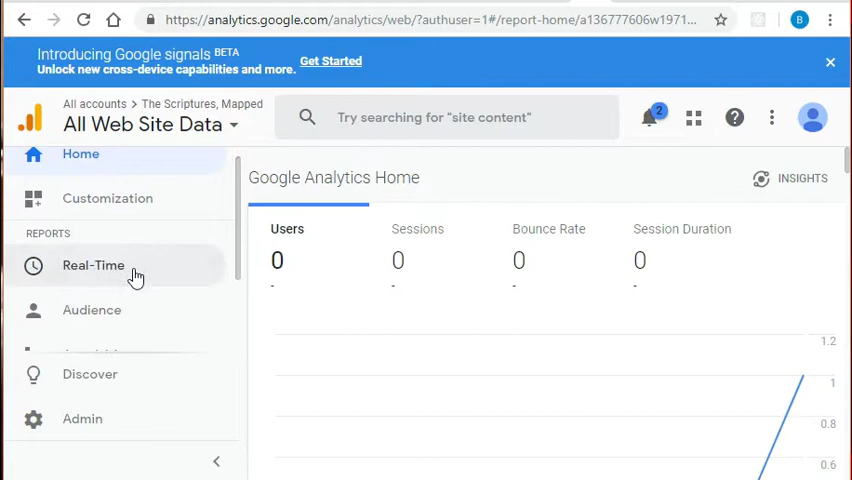 https://analytics.google.com/analytics/web/?authuser=1#/report-home/a136777606w1971...
B
Introducing Google signals BETA
Unlock new cross-device capabilities and more.
Get Started
All accounts > The Scriptures, Mapped
All Web Site Data
Try searching for "site content"
2
Home
Customization
REPORTS
Real-Time
Audience
Discover
Admin
Google Analytics Home
INSIGHTS
Users
0
-
Sessions
0
-
Bounce Rate
0
-
Session Duration
0
-
1.2
1
0.8
0.6